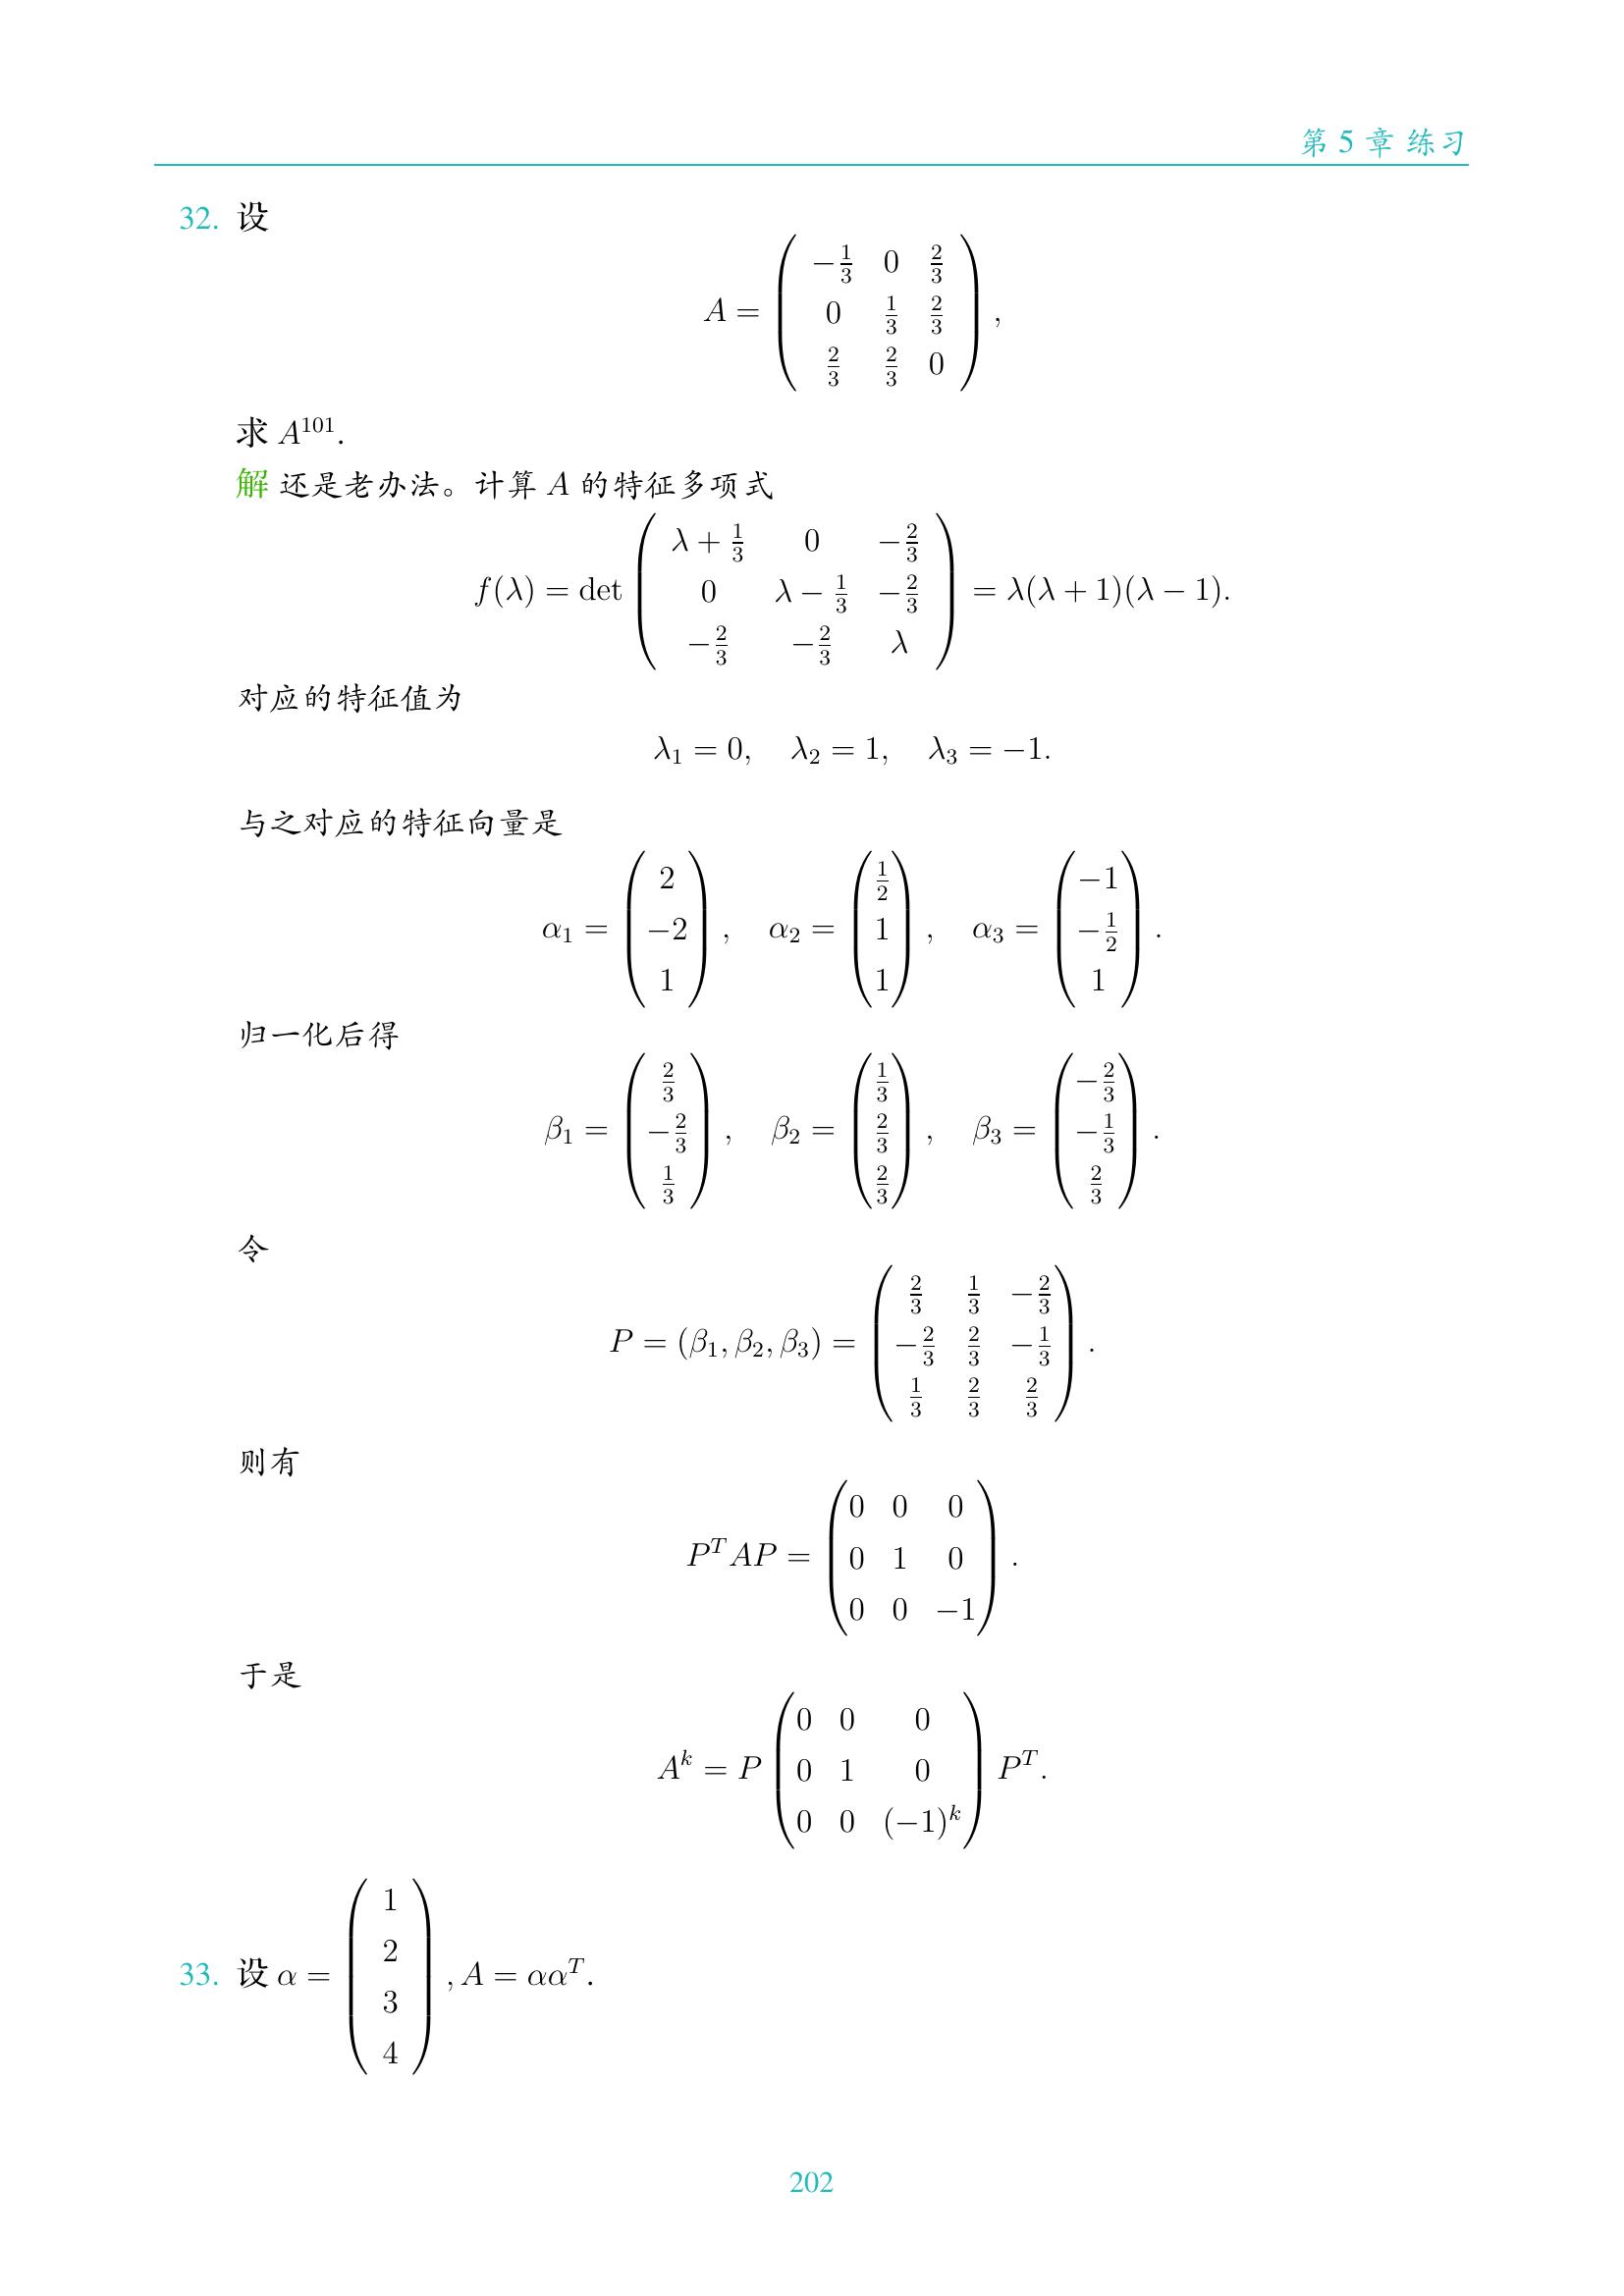 第 5 章 练习
32. 设
$$A = \begin{pmatrix} -\frac{1}{3} & 0 & \frac{2}{3} \\ 0 & \frac{1}{3} & \frac{2}{3} \\ \frac{2}{3} & \frac{2}{3} & 0 \end{pmatrix},$$
求 $A^{101}$.
解 还是老办法。计算 $A$ 的特征多项式
$$f(\lambda) = \det \begin{pmatrix} \lambda + \frac{1}{3} & 0 & -\frac{2}{3} \\ 0 & \lambda - \frac{1}{3} & -\frac{2}{3} \\ -\frac{2}{3} & -\frac{2}{3} & \lambda \end{pmatrix} = \lambda(\lambda + 1)(\lambda - 1).$$
对应的特征值为
$$\lambda_1 = 0, \quad \lambda_2 = 1, \quad \lambda_3 = -1.$$
与之对应的特征向量是
$$\alpha_1 = \begin{pmatrix} 2 \\ -2 \\ 1 \end{pmatrix}, \quad \alpha_2 = \begin{pmatrix} \frac{1}{2} \\ 1 \\ 1 \end{pmatrix}, \quad \alpha_3 = \begin{pmatrix} -1 \\ -\frac{1}{2} \\ 1 \end{pmatrix}.$$
归一化后得
$$\beta_1 = \begin{pmatrix} \frac{2}{3} \\ -\frac{2}{3} \\ \frac{1}{3} \end{pmatrix}, \quad \beta_2 = \begin{pmatrix} \frac{1}{3} \\ \frac{2}{3} \\ \frac{2}{3} \end{pmatrix}, \quad \beta_3 = \begin{pmatrix} -\frac{2}{3} \\ -\frac{1}{3} \\ \frac{2}{3} \end{pmatrix}.$$
令
$$P = (\beta_1, \beta_2, \beta_3) = \begin{pmatrix} \frac{2}{3} & \frac{1}{3} & -\frac{2}{3} \\ -\frac{2}{3} & \frac{2}{3} & -\frac{1}{3} \\ \frac{1}{3} & \frac{2}{3} & \frac{2}{3} \end{pmatrix}.$$
则有
$$P^T A P = \begin{pmatrix} 0 & 0 & 0 \\ 0 & 1 & 0 \\ 0 & 0 & -1 \end{pmatrix}.$$
于是
$$A^k = P \begin{pmatrix} 0 & 0 & 0 \\ 0 & 1 & 0 \\ 0 & 0 & (-1)^k \end{pmatrix} P^T.$$
33. 设 $\alpha = \begin{pmatrix} 1 \\ 2 \\ 3 \\ 4 \end{pmatrix}, A = \alpha\alpha^T$.
202